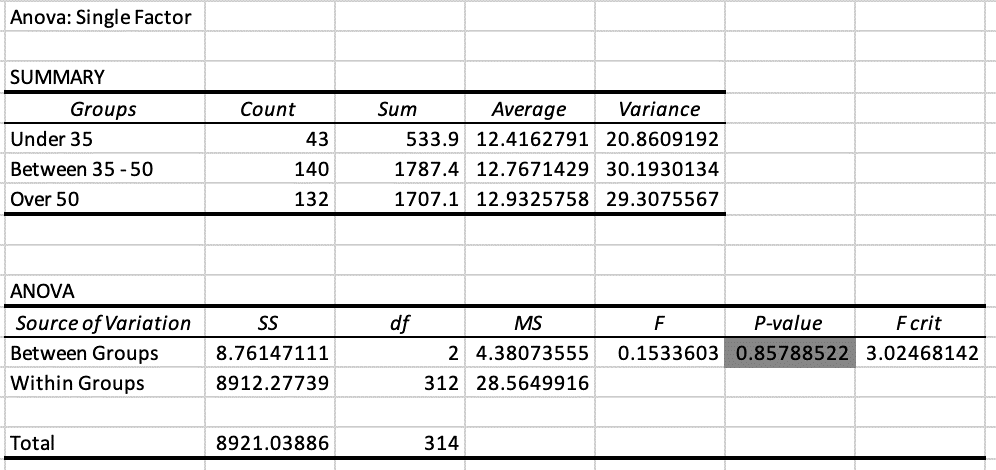 Anova: Single Factor
SUMMARY
Groups Count Sum Average Variance
Under 35 43 533.9 12.4162791 20.8609192
Between 35 - 50 140 1787.4 12.7671429 30.1930134
Over 50 132 1707.1 12.9325758 29.3075567
ANOVA
Source of Variation SS df MS F P-value F crit
Between Groups 8.76147111 2 4.38073555 0.1533603 0.85788522 3.02468142
Within Groups 8912.27739 312 28.5649916
Total 8921.03886 314